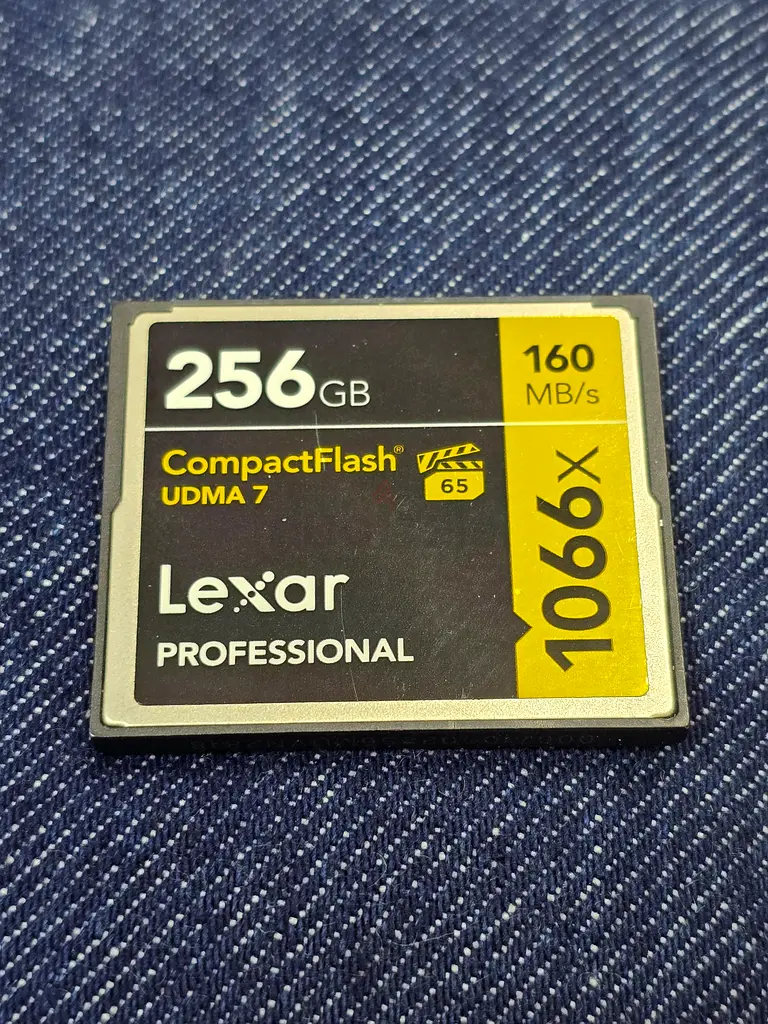 256GB
160
MB/s
CompactFlash®
UDMA 7
65
1066x
Lexar
PROFESSIONAL